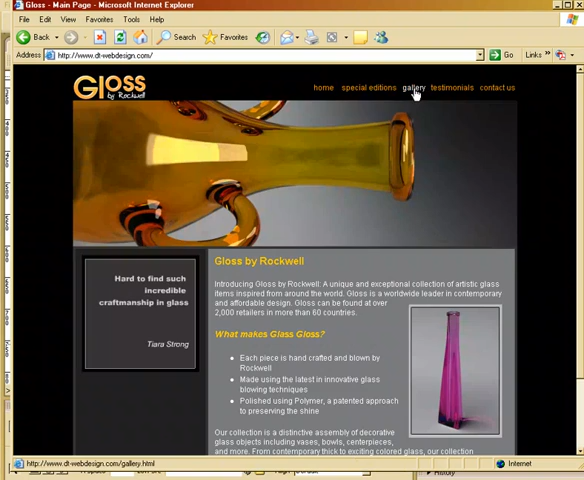 Gloss - Main Page - Microsoft Internet Explorer
File Edit View Favorites Tools Help
Back Search Favorites
Address http://www.dt-webdesign.com/ Go Links »
Gloss
by Rockwell
home special editions gallery testimonials contact us
Hard to find such
incredible
craftmanship in glass
Tiara Strong
Gloss by Rockwell
Introducing Gloss by Rockwell: A unique and exceptional collection of artistic glass
items inspired from around the world. Gloss is a worldwide leader in contemporary
and affordable design. Gloss can be found at over
2,000 retailers in more than 60 countries.
What makes Glass Gloss?
Each piece is hand crafted and blown by
Rockwell
Made using the latest in innovative glass
blowing techniques
Polished using Polymer, a patented approach
to preserving the shine
Our collection is a distinctive assembly of decorative
glass objects including vases, bowls, centerpieces,
and more. From contemporary thick to exciting colored glass, our collection
http://www.dt-webdesign.com/gallery.html Internet
History